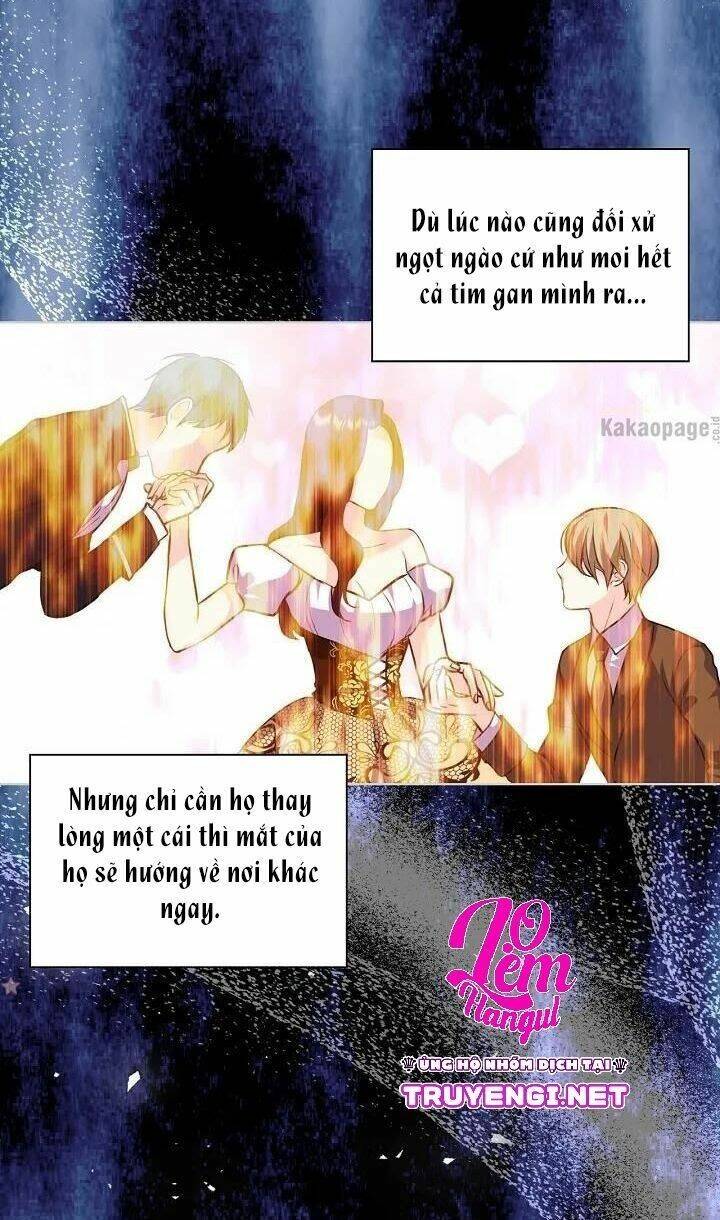 Dù lúc nào cũng đối xử
ngọt ngào cứ như moi hết
cả tim gan mình ra...
Kakaopage
Nhưng chỉ cần họ thay
lòng một cái thì mắt của
họ sẽ hướng về nơi khác
ngay.
Lọ Lem
Hangul
ỦNG HỘ NHÓM DỊCH TẠI
TRUYENGI.NET